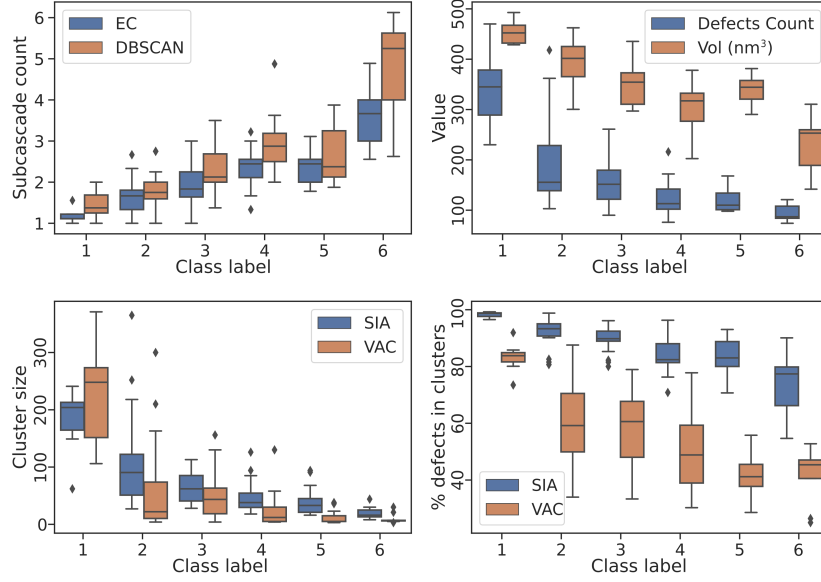 EC
DBSCAN
Subcascade count
6
5
4
3
2
1
1 2 3 4 5 6
Class label
Defects Count
Vol (nm³)
Value
500
400
300
200
100
1 2 3 4 5 6
Class label
SIA
VAC
Cluster size
300
200
100
0
1 2 3 4 5 6
Class label
% defects in clusters
100
80
60
40
SIA
VAC
1 2 3 4 5 6
Class label